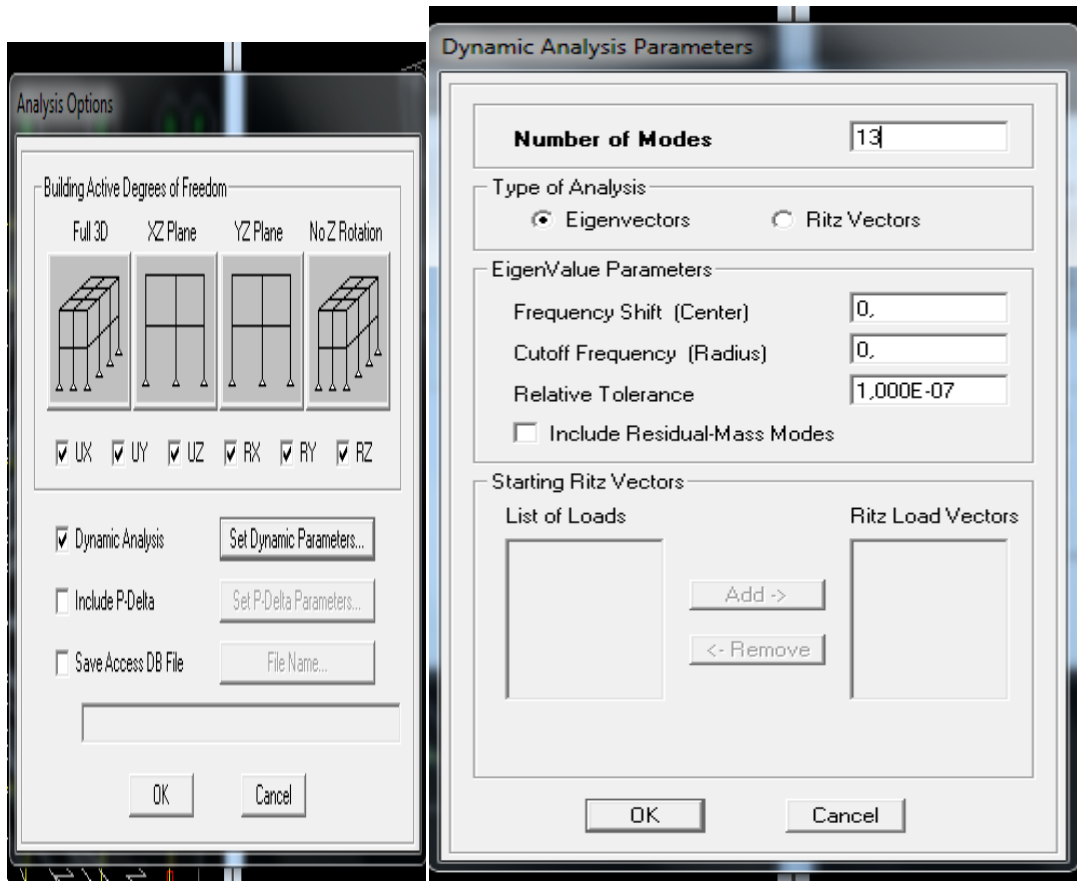 Analysis Options
Building Active Degrees of Freedom
Full 3D XZ Plane YZ Plane No Z Rotation
UX UY UZ RX RY RZ
Dynamic Analysis Set Dynamic Parameters...
Include P-Delta Set P-Delta Parameters...
Save Access DB File File Name...
OK Cancel
Dynamic Analysis Parameters
Number of Modes 13
Type of Analysis
Eigenvectors Ritz Vectors
EigenValue Parameters
Frequency Shift (Center) 0,
Cutoff Frequency (Radius) 0,
Relative Tolerance 1,000E-07
Include Residual-Mass Modes
Starting Ritz Vectors
List of Loads Ritz Load Vectors
Add ->
<- Remove
OK Cancel